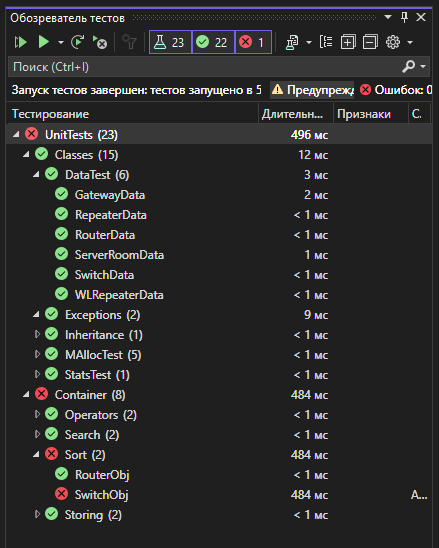 Обозреватель тестов
23 22 1
Поиск (Ctrl+I)
Запуск тестов завершен: тестов запущено в 5 Предупрежд Ошибок: 0
Тестирование Длительн... Признаки С.
UnitTests (23) 496 мс
Classes (15) 12 мс
DataTest (6) 3 мс
GatewayData 2 мс
RepeaterData < 1 мс
RouterData < 1 мс
ServerRoomData 1 мс
SwitchData < 1 мс
WLRepeaterData < 1 мс
Exceptions (2) 9 мс
Inheritance (1) < 1 мс
MAllocTest (5) < 1 мс
StatsTest (1) < 1 мс
Container (8) 484 мс
Operators (2) < 1 мс
Search (2) < 1 мс
Sort (2) 484 мс
RouterObj < 1 мс
SwitchObj 484 мс A...
Storing (2) < 1 мс